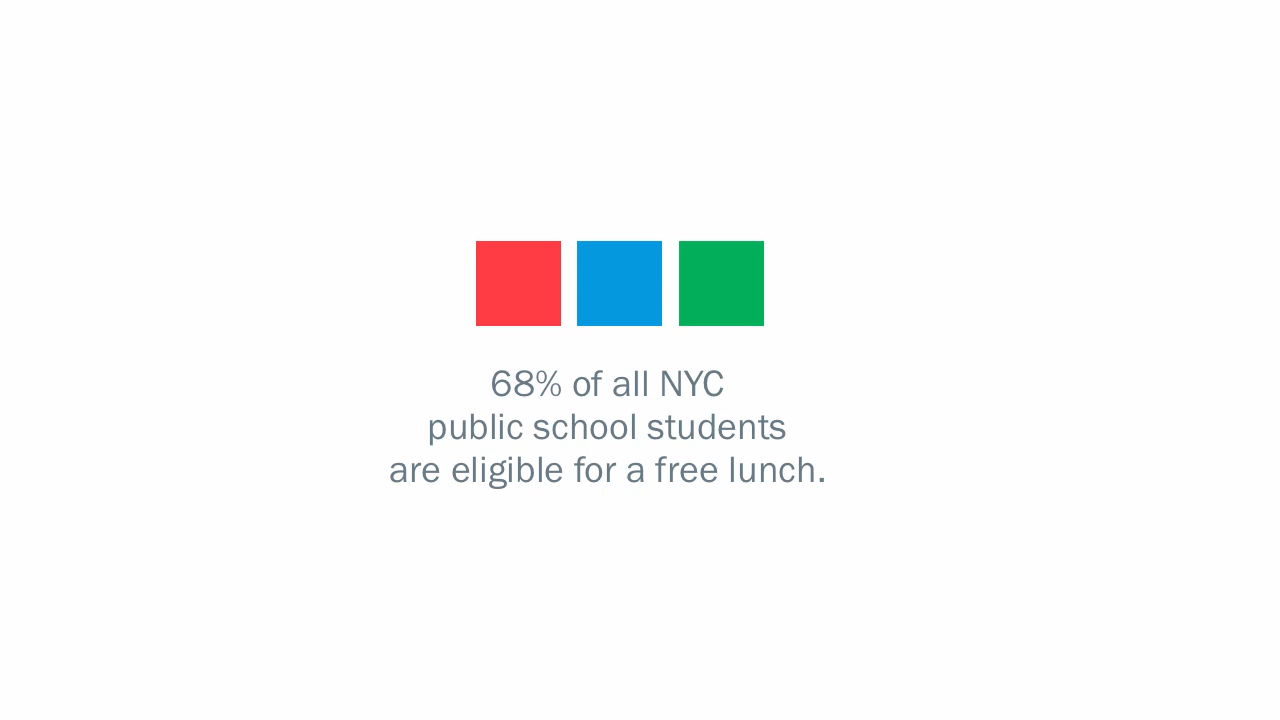 68% of all NYC
public school students
are eligible for a free lunch.